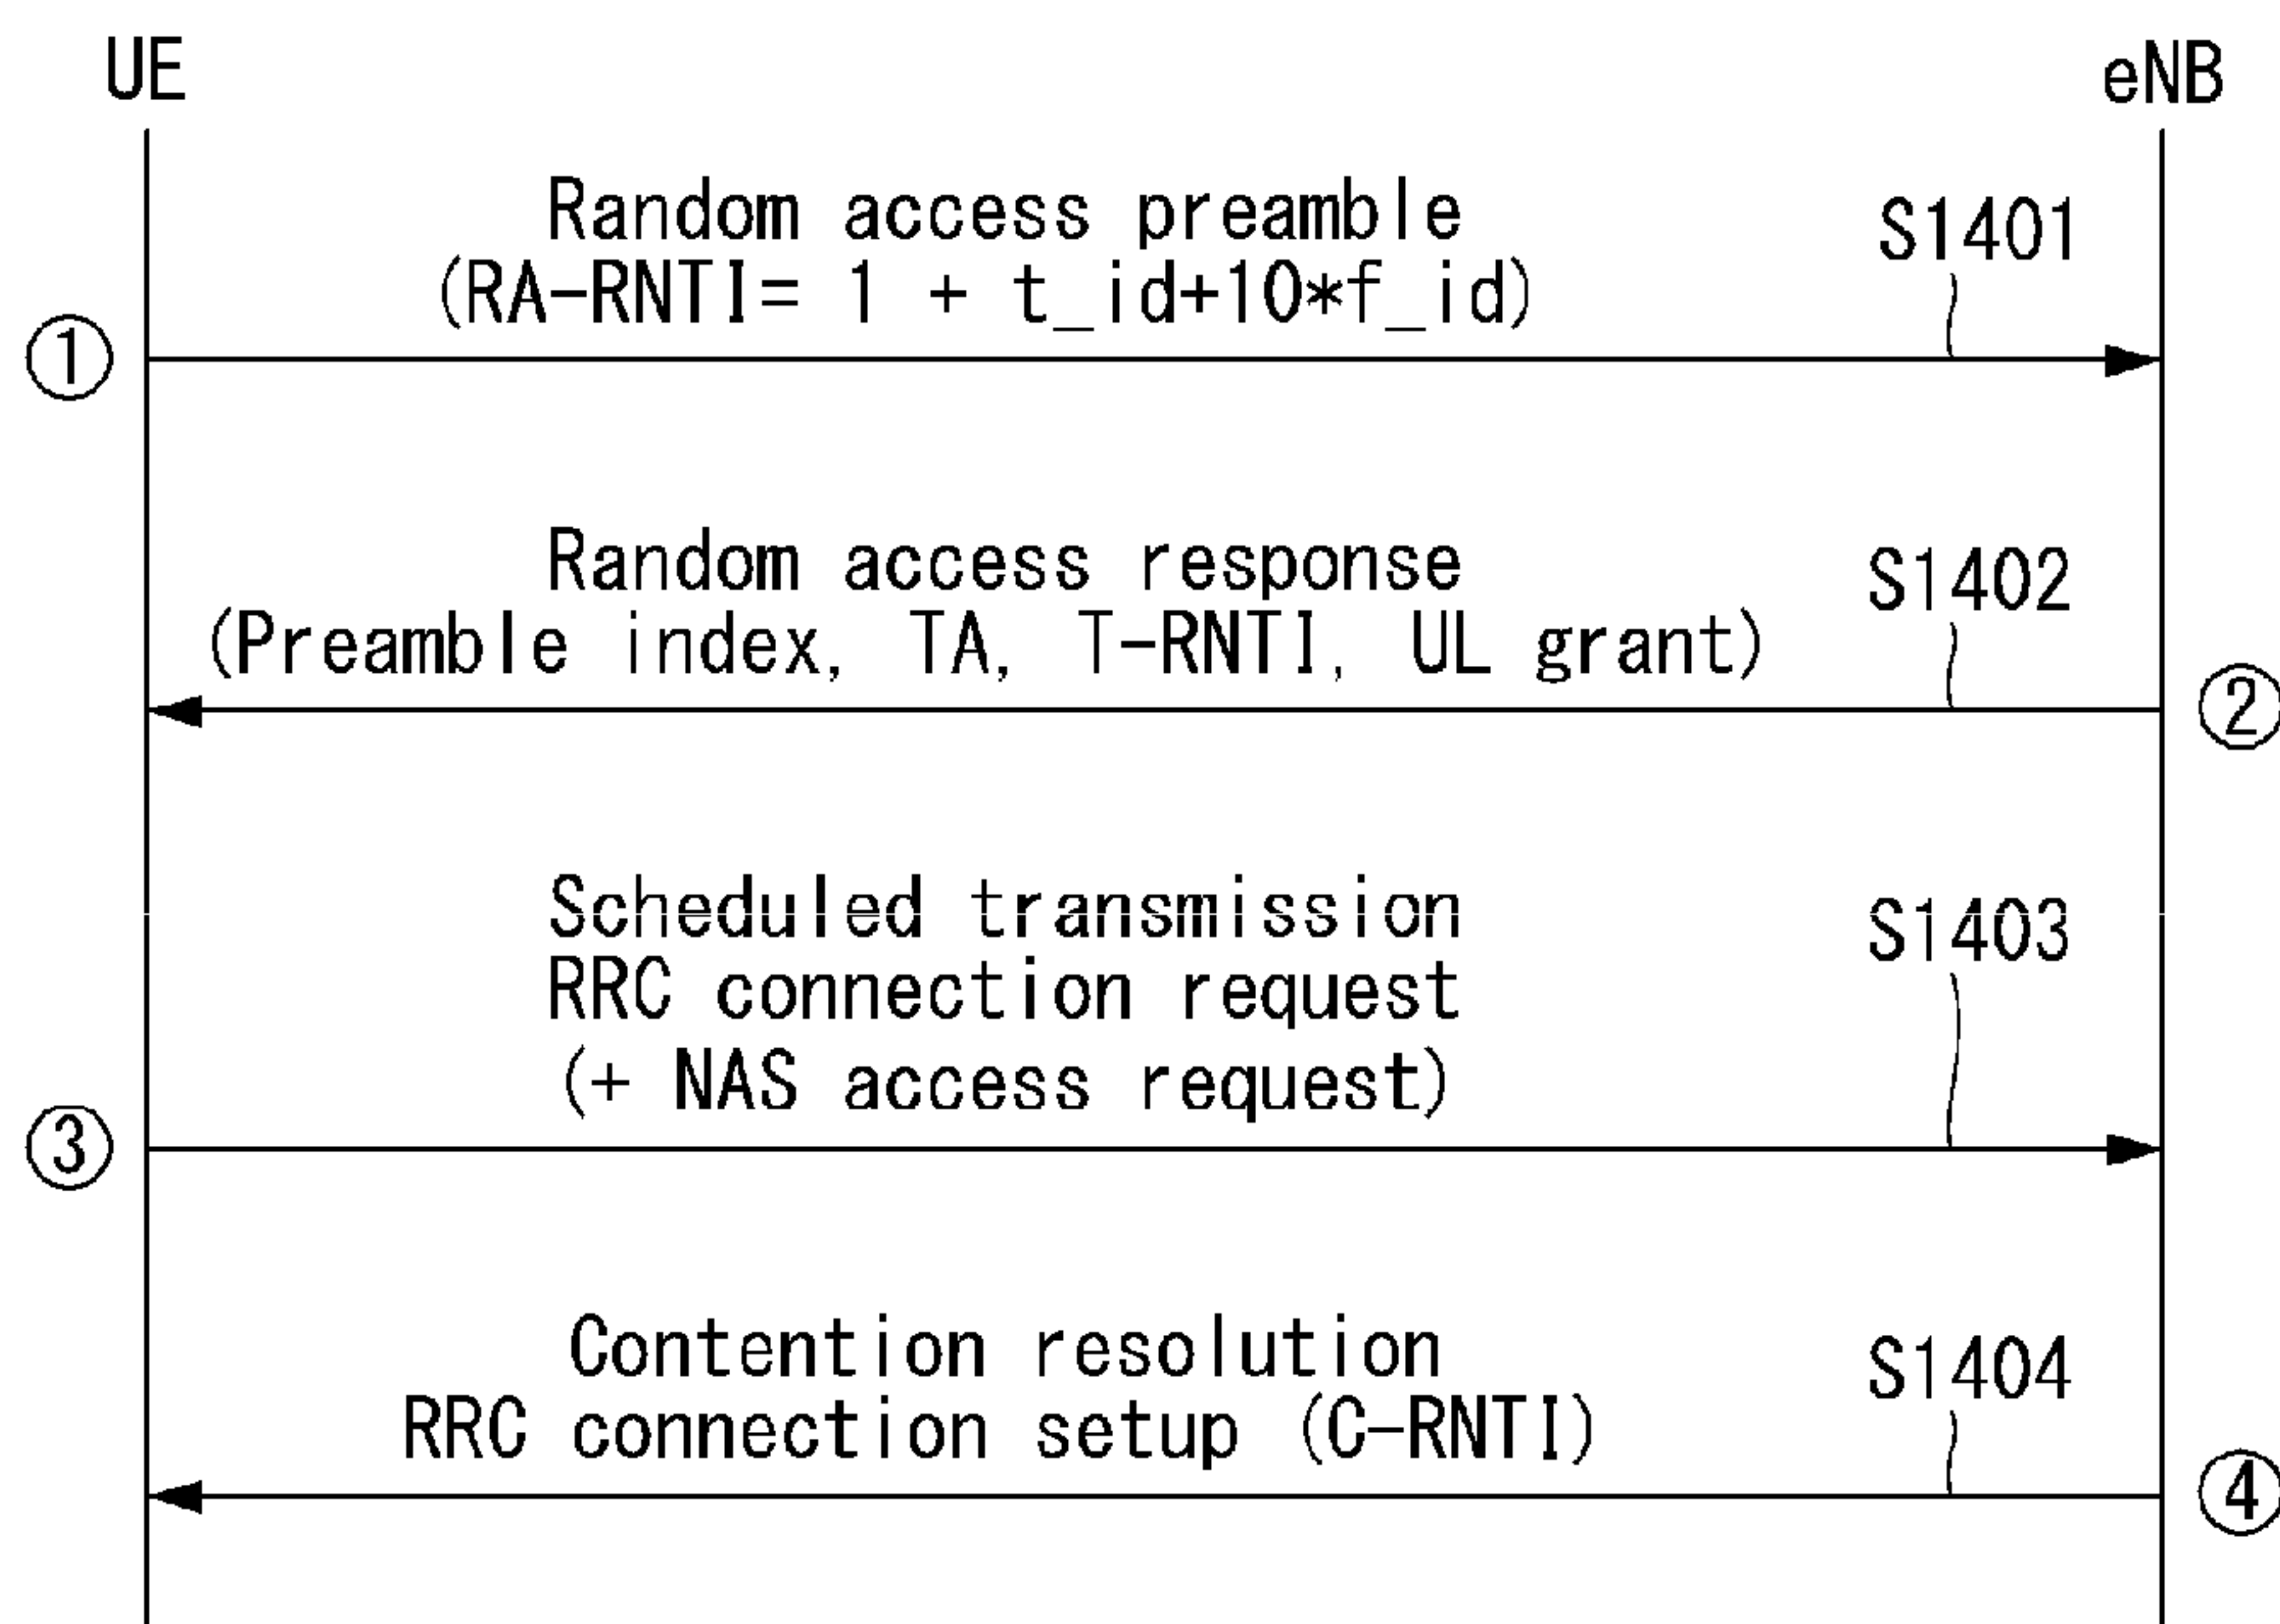 UE
eNB
Random access preamble
(RA-RNTI= 1 + t_id+10*f_id)
S1401
①
Random access response
(Preamble index, TA, T-RNTI, UL grant)
S1402
②
Scheduled transmission
RRC connection request
(+ NAS access request)
S1403
③
Contention resolution
RRC connection setup (C-RNTI)
S1404
④